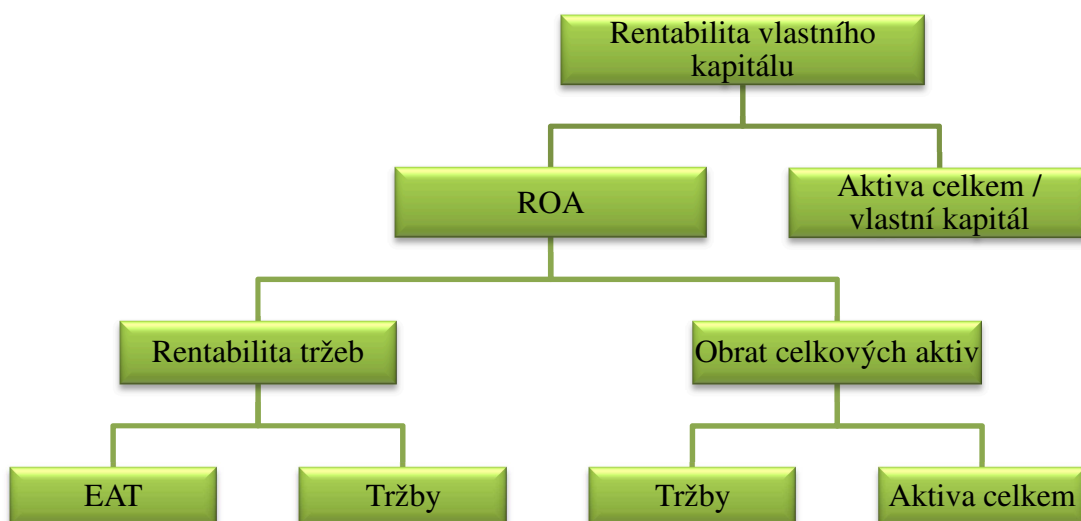 Rentabilita vlastního
kapitálu
ROA
Aktiva celkem /
vlastní kapitál
Rentabilita tržeb
Obrat celkových aktiv
EAT
Tržby
Tržby
Aktiva celkem